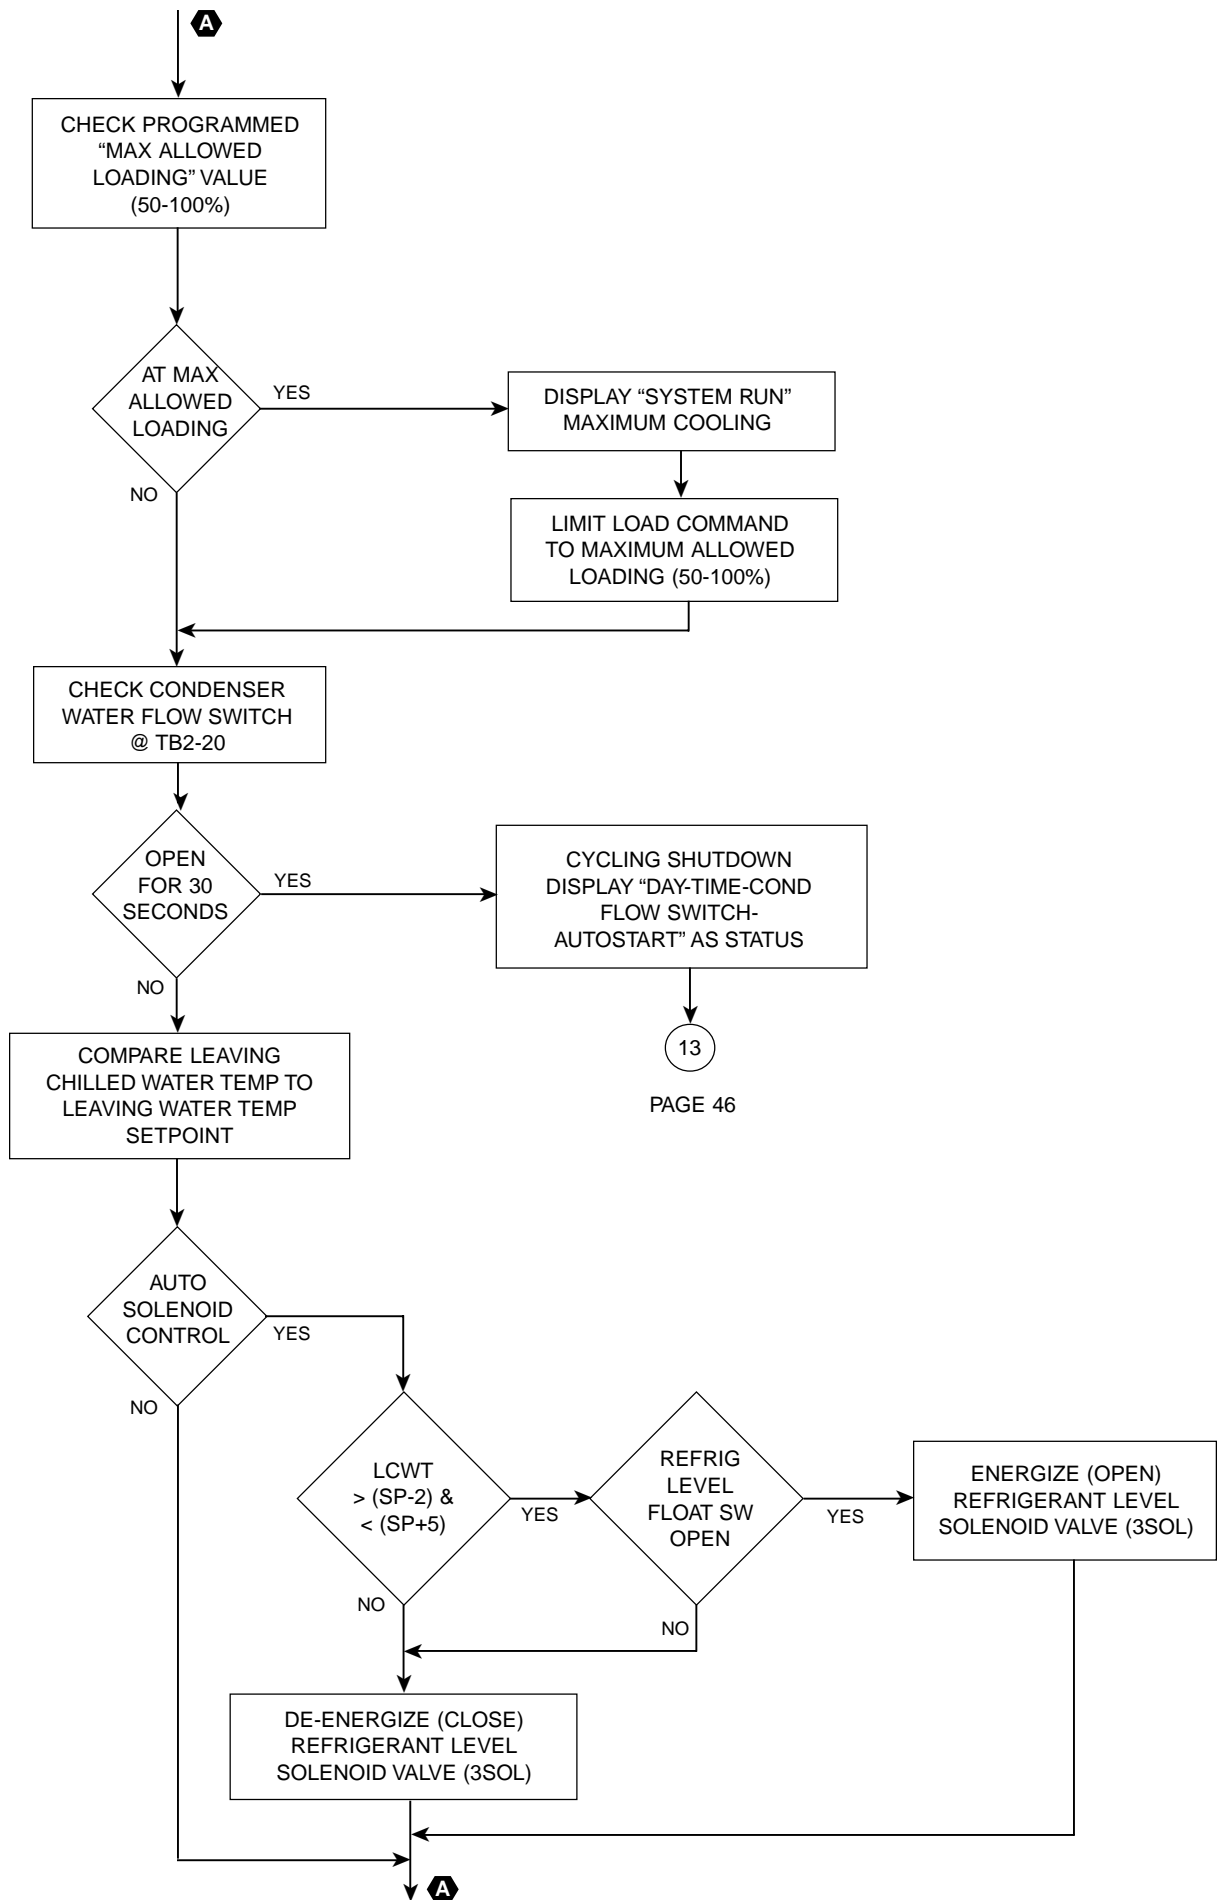 A
CHECK PROGRAMMED
“MAX ALLOWED
LOADING” VALUE
(50-100%)
AT MAX
ALLOWED
LOADING
YES
NO
DISPLAY “SYSTEM RUN”
MAXIMUM COOLING
LIMIT LOAD COMMAND
TO MAXIMUM ALLOWED
LOADING (50-100%)
CHECK CONDENSER
WATER FLOW SWITCH
@ TB2-20
OPEN
FOR 30
SECONDS
YES
NO
CYCLING SHUTDOWN
DISPLAY “DAY-TIME-COND
FLOW SWITCH-
AUTOSTART” AS STATUS
13
PAGE 46
COMPARE LEAVING
CHILLED WATER TEMP TO
LEAVING WATER TEMP
SETPOINT
AUTO
SOLENOID
CONTROL
YES
NO
LCWT
> (SP-2) &
< (SP+5)
YES
NO
REFRIG
LEVEL
FLOAT SW
OPEN
YES
NO
ENERGIZE (OPEN)
REFRIGERANT LEVEL
SOLENOID VALVE (3SOL)
DE-ENERGIZE (CLOSE)
REFRIGERANT LEVEL
SOLENOID VALVE (3SOL)
A